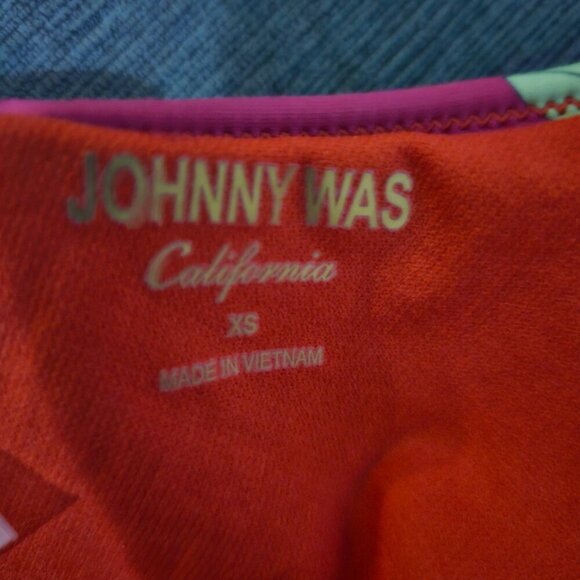 JOHNNY WAS
California
XS
MADE IN VIETNAM